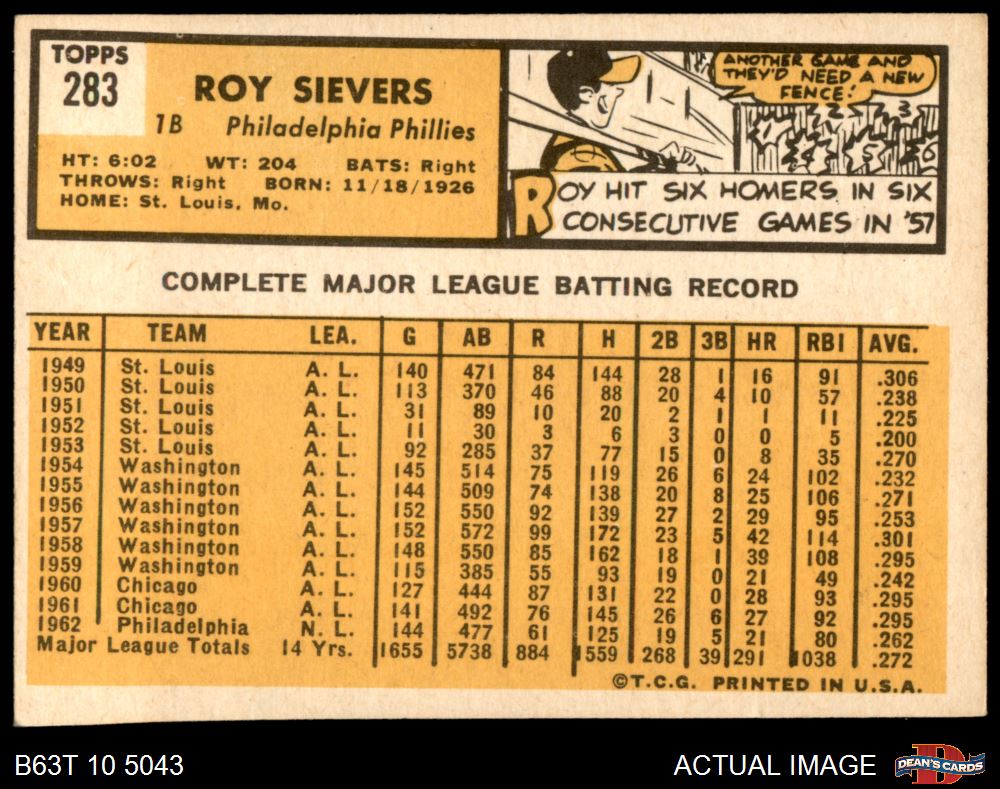 TOPPS
283
ROY SIEVERS
1B Philadelphia Phillies
HT: 6:02 WT: 204 BATS: Right
THROWS: Right BORN: 11/18/1926
HOME: St. Louis, Mo.
ANOTHER GAME AND
THEY'D NEED A NEW
FENCE!
1 2 3
4 5 6
ROY HIT SIX HOMERS IN SIX
CONSECUTIVE GAMES IN '57
COMPLETE MAJOR LEAGUE BATTING RECORD
YEAR TEAM LEA. G AB R H 2B 3B HR RBI AVG.
1949 St. Louis A. L. 140 471 84 144 28 1 16 91 .306
1950 St. Louis A. L. 113 370 46 88 20 4 10 57 .238
1951 St. Louis A. L. 31 89 10 20 2 1 1 11 .225
1952 St. Louis A. L. 11 30 3 6 3 0 0 5 .200
1953 St. Louis A. L. 92 285 37 77 15 0 8 35 .270
1954 Washington A. L. 145 514 75 119 26 6 24 102 .232
1955 Washington A. L. 144 509 74 138 20 8 25 106 .271
1956 Washington A. L. 152 550 92 139 27 2 29 95 .253
1957 Washington A. L. 152 572 99 172 23 5 42 114 .301
1958 Washington A. L. 148 550 85 162 18 1 39 108 .295
1959 Washington A. L. 115 385 55 93 19 0 21 49 .242
1960 Chicago A. L. 127 444 87 131 22 0 28 93 .295
1961 Chicago A. L. 141 492 76 145 26 6 27 92 .295
1962 Philadelphia N. L. 144 477 61 125 19 5 21 80 .262
Major League Totals 14 Yrs. 1655 5738 884 1559 268 39 291 1038 .272
©T.C.G. PRINTED IN U.S.A.
B63T 10 5043
ACTUAL IMAGE
D
DEAN'S CARDS